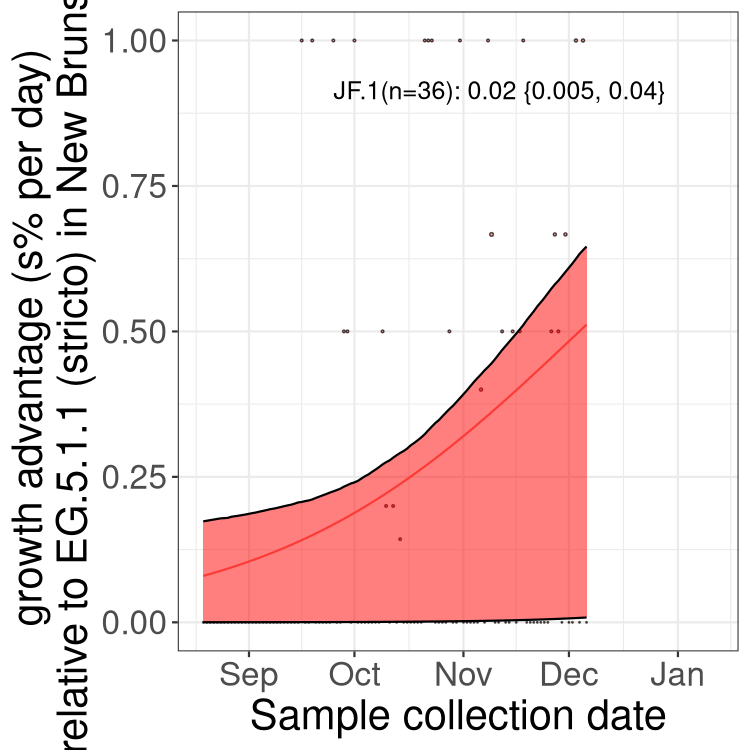 growth advantage (s% per day)
relative to EG.5.1.1 (stricto) in New Bruns
1.00
0.75
0.50
0.25
0.00
JF.1(n=36): 0.02 {0.005, 0.04}
Sep Oct Nov Dec Jan
Sample collection date